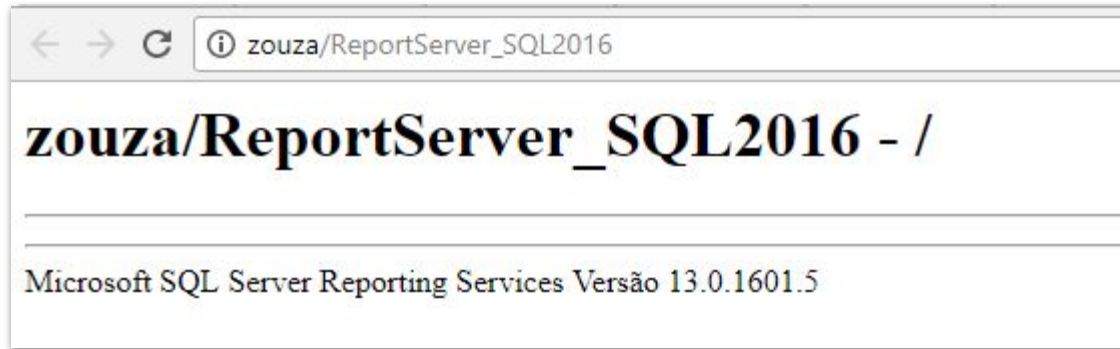 zouza/ReportServer_SQL2016
zouza/ReportServer_SQL2016 - /
Microsoft SQL Server Reporting Services Versão 13.0.1601.5